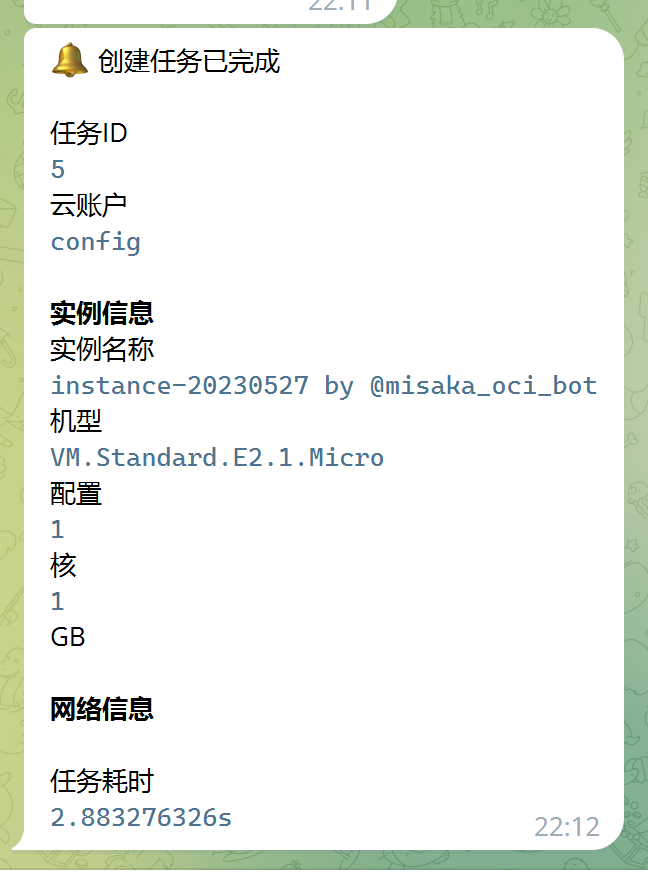 22:11
创建任务已完成
任务ID
5
云账户
config
实例信息
实例名称
instance-20230527 by @misaka_oci_bot
机型
VM.Standard.E2.1.Micro
配置
1
核
1
GB
网络信息
任务耗时
2.883276326s
22:12